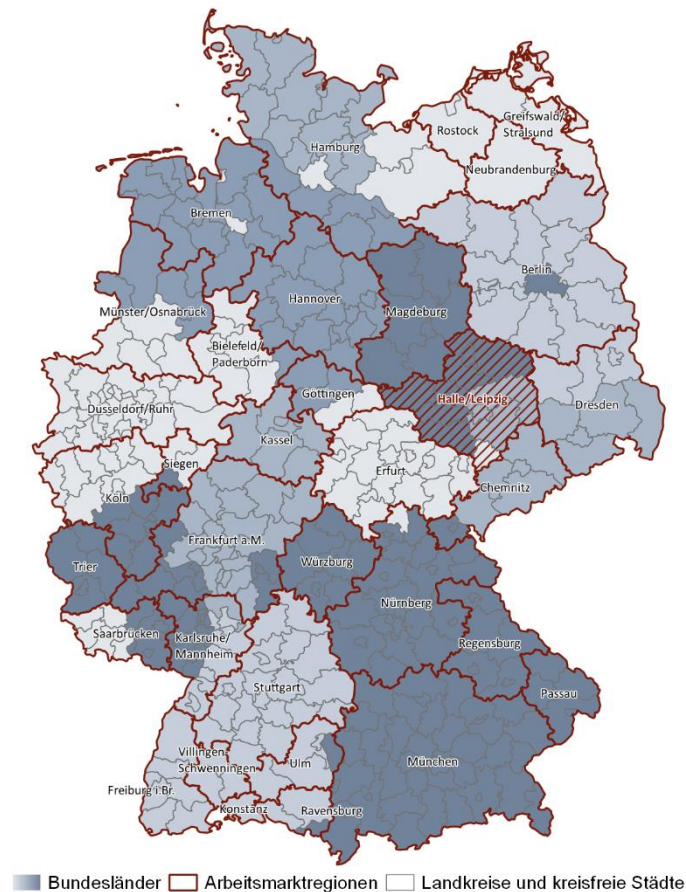 Hamburg
Rostock
Greifswald/
Stralsund
Neubrandenburg
Bremen
Berlin
Hannover
Magdeburg
Münster/Osnabrück
Bielefeld/
Paderborn
Göttingen
Halle/Leipzig
Dresden
Düsseldorf/Ruhr
Kassel
Siegen
Erfurt
Chemnitz
Köln
Frankfurt a.M.
Trier
Würzburg
Nürnberg
Saarbrücken
Karlsruhe/
Mannheim
Regensburg
Stuttgart
Passau
Villingen-
Schwenningen
Ulm
München
Freiburg i.Br.
Konstanz
Ravensburg
Bundesländer
Arbeitsmarktregionen
Landkreise und kreisfreie Städte